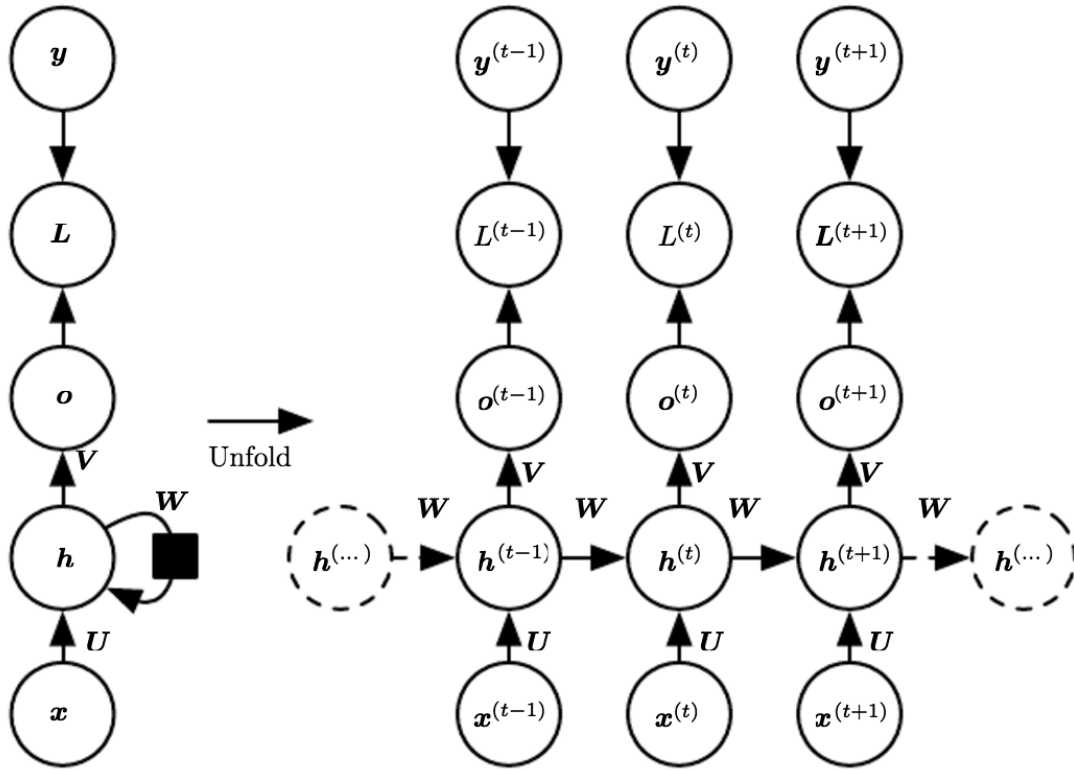 y y^(t−1) y^(t) y^(t+1)
L L^(t−1) L^(t) L^(t+1)
o o^(t−1) o^(t) o^(t+1)
Unfold
V V V V
W W W W W
h h^(...) h^(t−1) h^(t) h^(t+1) h^(...)
U U U U
x x^(t−1) x^(t) x^(t+1)